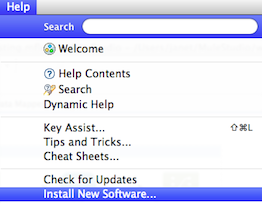 Help
Search
Welcome
Help Contents
Search
Dynamic Help
Key Assist... ⇧⌘L
Tips and Tricks...
Cheat Sheets...
Check for Updates
Install New Software...